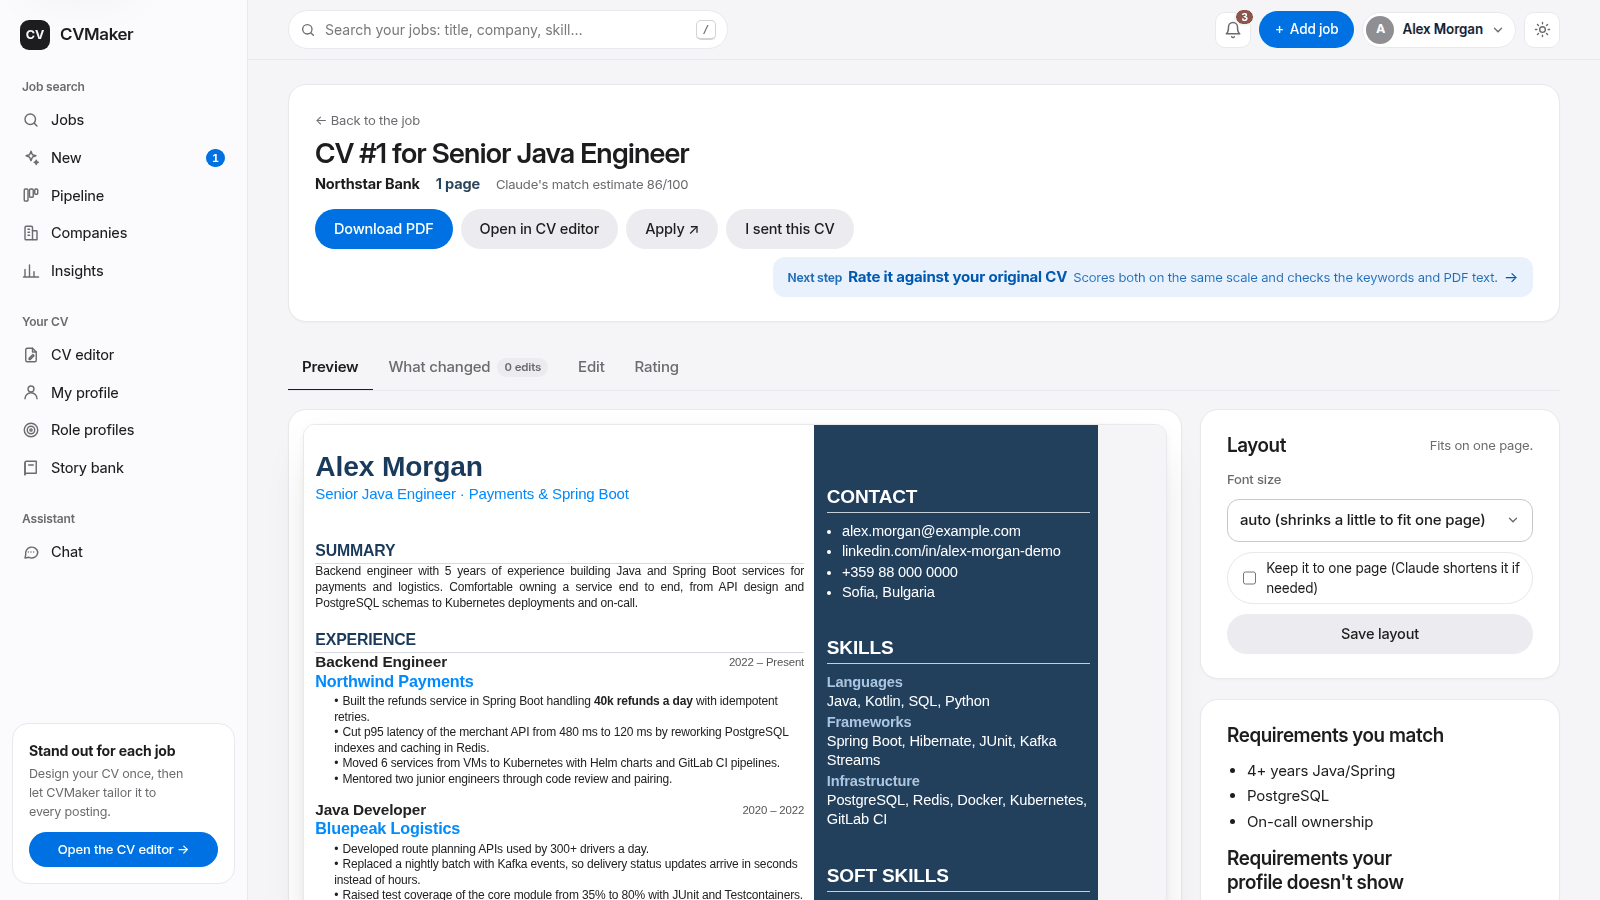 CV CVMaker
Job search
Jobs
New 1
Pipeline
Companies
Insights
Your CV
CV editor
My profile
Role profiles
Story bank
Assistant
Chat
Stand out for each job
Design your CV once, then
let CVMaker tailor it to
every posting.
Open the CV editor →
Search your jobs: title, company, skill... /
3
+ Add job
A Alex Morgan
← Back to the job
CV #1 for Senior Java Engineer
Northstar Bank 1 page Claude's match estimate 86/100
Download PDF Open in CV editor Apply ↗ I sent this CV
Next step Rate it against your original CV Scores both on the same scale and checks the keywords and PDF text. →
Preview What changed 0 edits Edit Rating
Alex Morgan
Senior Java Engineer · Payments & Spring Boot
SUMMARY
Backend engineer with 5 years of experience building Java and Spring Boot services for
payments and logistics. Comfortable owning a service end to end, from API design and
PostgreSQL schemas to Kubernetes deployments and on-call.
EXPERIENCE
Backend Engineer 2022 – Present
Northwind Payments
• Built the refunds service in Spring Boot handling 40k refunds a day with idempotent
retries.
• Cut p95 latency of the merchant API from 480 ms to 120 ms by reworking PostgreSQL
indexes and caching in Redis.
• Moved 6 services from VMs to Kubernetes with Helm charts and GitLab CI pipelines.
• Mentored two junior engineers through code review and pairing.
Java Developer 2020 – 2022
Bluepeak Logistics
• Developed route planning APIs used by 300+ drivers a day.
• Replaced a nightly batch with Kafka events, so delivery status updates arrive in seconds
instead of hours.
• Raised test coverage of the core module from 35% to 80% with JUnit and Testcontainers.
CONTACT
• alex.morgan@example.com
• linkedin.com/in/alex-morgan-demo
• +359 88 000 0000
• Sofia, Bulgaria
SKILLS
Languages
Java, Kotlin, SQL, Python
Frameworks
Spring Boot, Hibernate, JUnit, Kafka
Streams
Infrastructure
PostgreSQL, Redis, Docker, Kubernetes,
GitLab CI
SOFT SKILLS
Layout Fits on one page.
Font size
auto (shrinks a little to fit one page)
Keep it to one page (Claude shortens it if
needed)
Save layout
Requirements you match
• 4+ years Java/Spring
• PostgreSQL
• On-call ownership
Requirements your
profile doesn't show